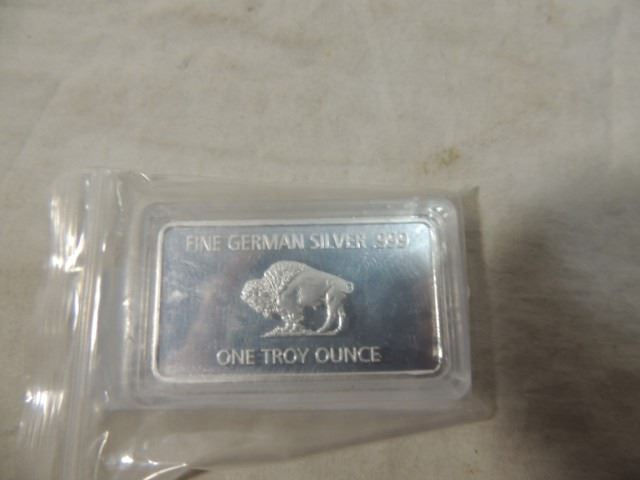 FINE GERMAN SILVER .999
ONE TROY OUNCE